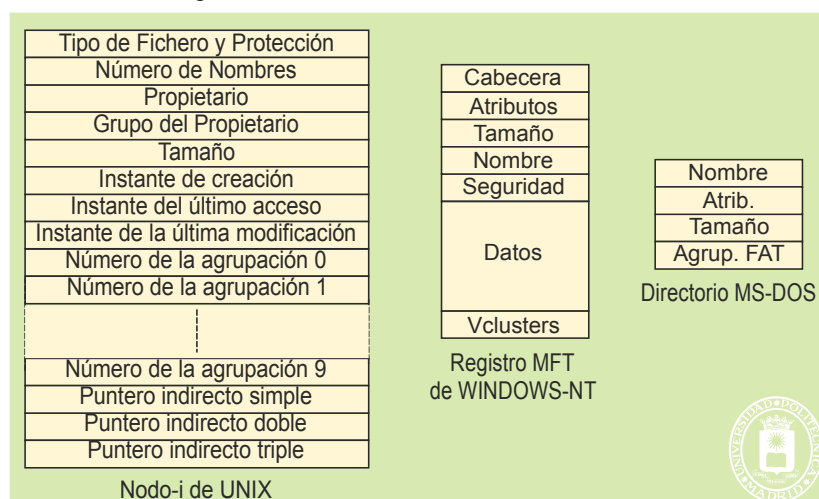 Tipo de Fichero y Protección
Número de Nombres
Propietario
Grupo del Propietario
Tamaño
Instante de creación
Instante del último acceso
Instante de la última modificación
Número de la agrupación 0
Número de la agrupación 1
Número de la agrupación 9
Puntero indirecto simple
Puntero indirecto doble
Puntero indirecto triple
Nodo-i de UNIX
Cabecera
Atributos
Tamaño
Nombre
Seguridad
Datos
Vclusters
Registro MFT
de WINDOWS-NT
Nombre
Atrib.
Tamaño
Agrup. FAT
Directorio MS-DOS
UNIVERSIDAD POLITÉCNICA
MADRID